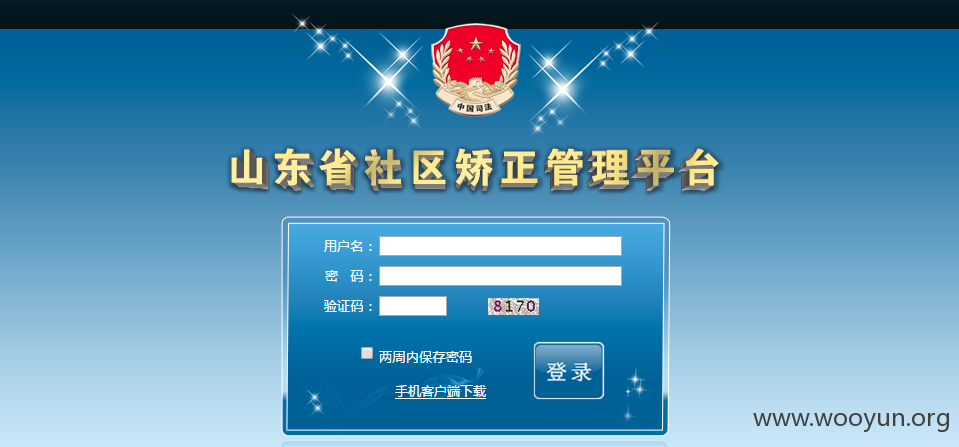 中国司法
山东省社区矫正管理平台
用户名：
密 码：
验证码： 8170
两周内保存密码
登录
手机客户端下载
www.wooyun.org